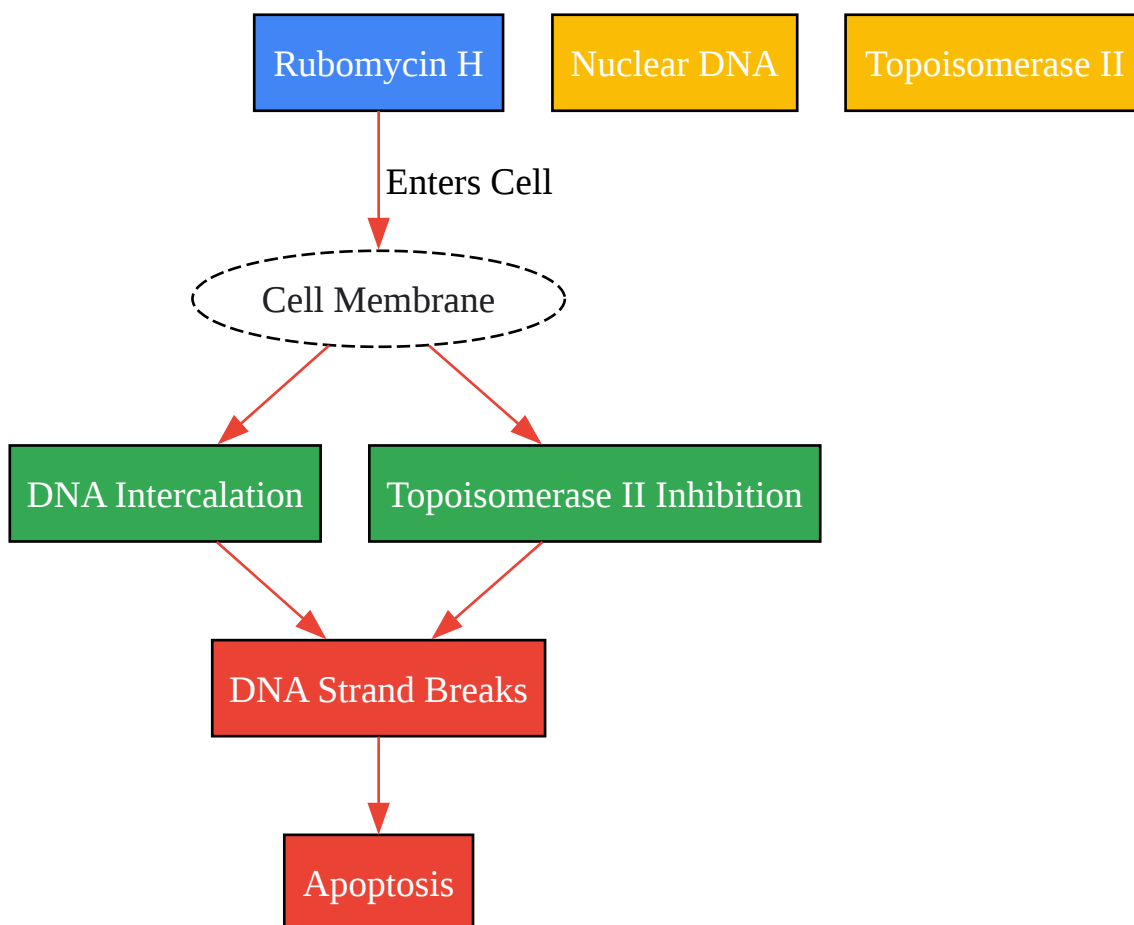 Rubomycin H
Nuclear DNA
Topoisomerase II
Enters Cell
Cell Membrane
DNA Intercalation
Topoisomerase II Inhibition
DNA Strand Breaks
Apoptosis